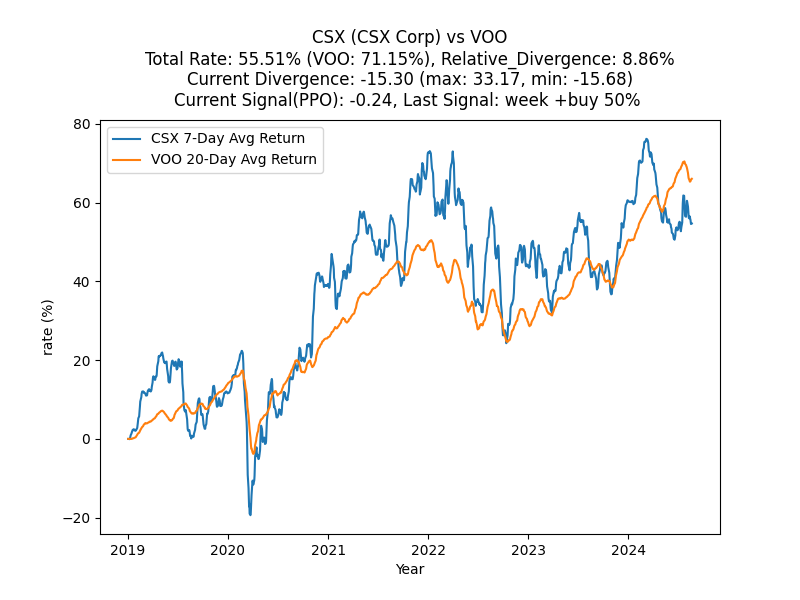 CSX (CSX Corp) vs VOO
Total Rate: 55.51% (VOO: 71.15%), Relative_Divergence: 8.86%
Current Divergence: -15.30 (max: 33.17, min: -15.68)
Current Signal(PPO): -0.24, Last Signal: week +buy 50%
CSX 7-Day Avg Return
VOO 20-Day Avg Return
80
60
40
20
0
−20
rate (%)
2019 2020 2021 2022 2023 2024
Year